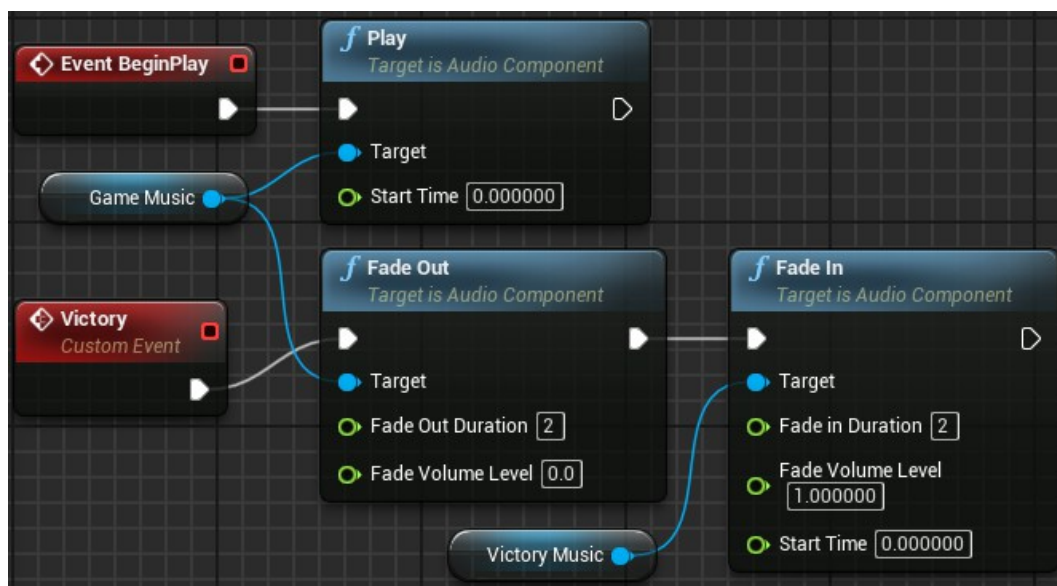 Event BeginPlay
f Play
Target is Audio Component
Target
Start Time 0.000000
Game Music
Victory
Custom Event
f Fade Out
Target is Audio Component
Target
Fade Out Duration 2
Fade Volume Level 0.0
f Fade In
Target is Audio Component
Target
Fade in Duration 2
Fade Volume Level
1.000000
Start Time 0.000000
Victory Music